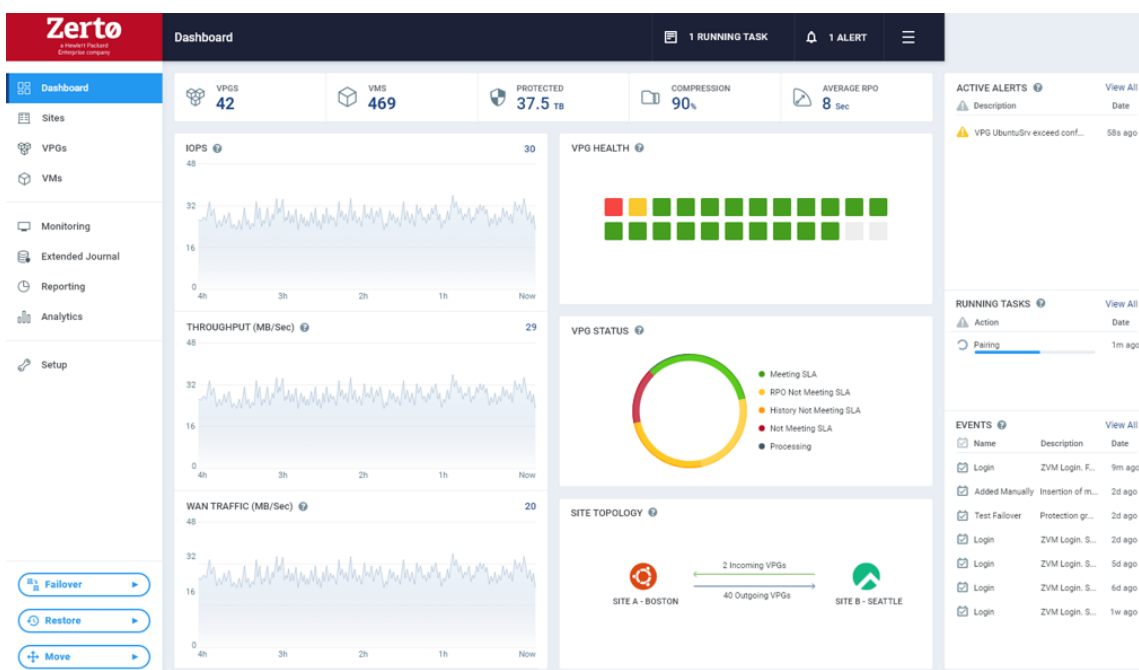 Zertø
a Hewlett Packard
Enterprise company
Dashboard
1 RUNNING TASK
1 ALERT
Dashboard
Sites
VPGs
VMs
Monitoring
Extended Journal
Reporting
Analytics
Setup
Failover
Restore
Move
VPGS
42
VMS
469
PROTECTED
37.5 TB
COMPRESSION
90%
AVERAGE RPO
8 Sec
IOPS ? 30
48
32
16
0
4h 3h 2h 1h Now
THROUGHPUT (MB/Sec) ? 29
48
32
16
0
4h 3h 2h 1h Now
WAN TRAFFIC (MB/Sec) ? 20
48
32
16
0
4h 3h 2h 1h Now
VPG HEALTH ?
VPG STATUS ?
Meeting SLA
RPO Not Meeting SLA
History Not Meeting SLA
Not Meeting SLA
Processing
SITE TOPOLOGY ?
2 Incoming VPGs
40 Outgoing VPGs
SITE A - BOSTON
SITE B - SEATTLE
ACTIVE ALERTS ? View All
Description Date
VPG UbuntuSrv exceed conf... 58s ago
RUNNING TASKS ? View All
Action Date
Pairing 1m ago
EVENTS ? View All
Name Description Date
Login ZVM Login. F... 9m ago
Added Manually Insertion of m... 2d ago
Test Failover Protection gr... 2d ago
Login ZVM Login. S... 2d ago
Login ZVM Login. S... 5d ago
Login ZVM Login. S... 6d ago
Login ZVM Login. S... 1w ago